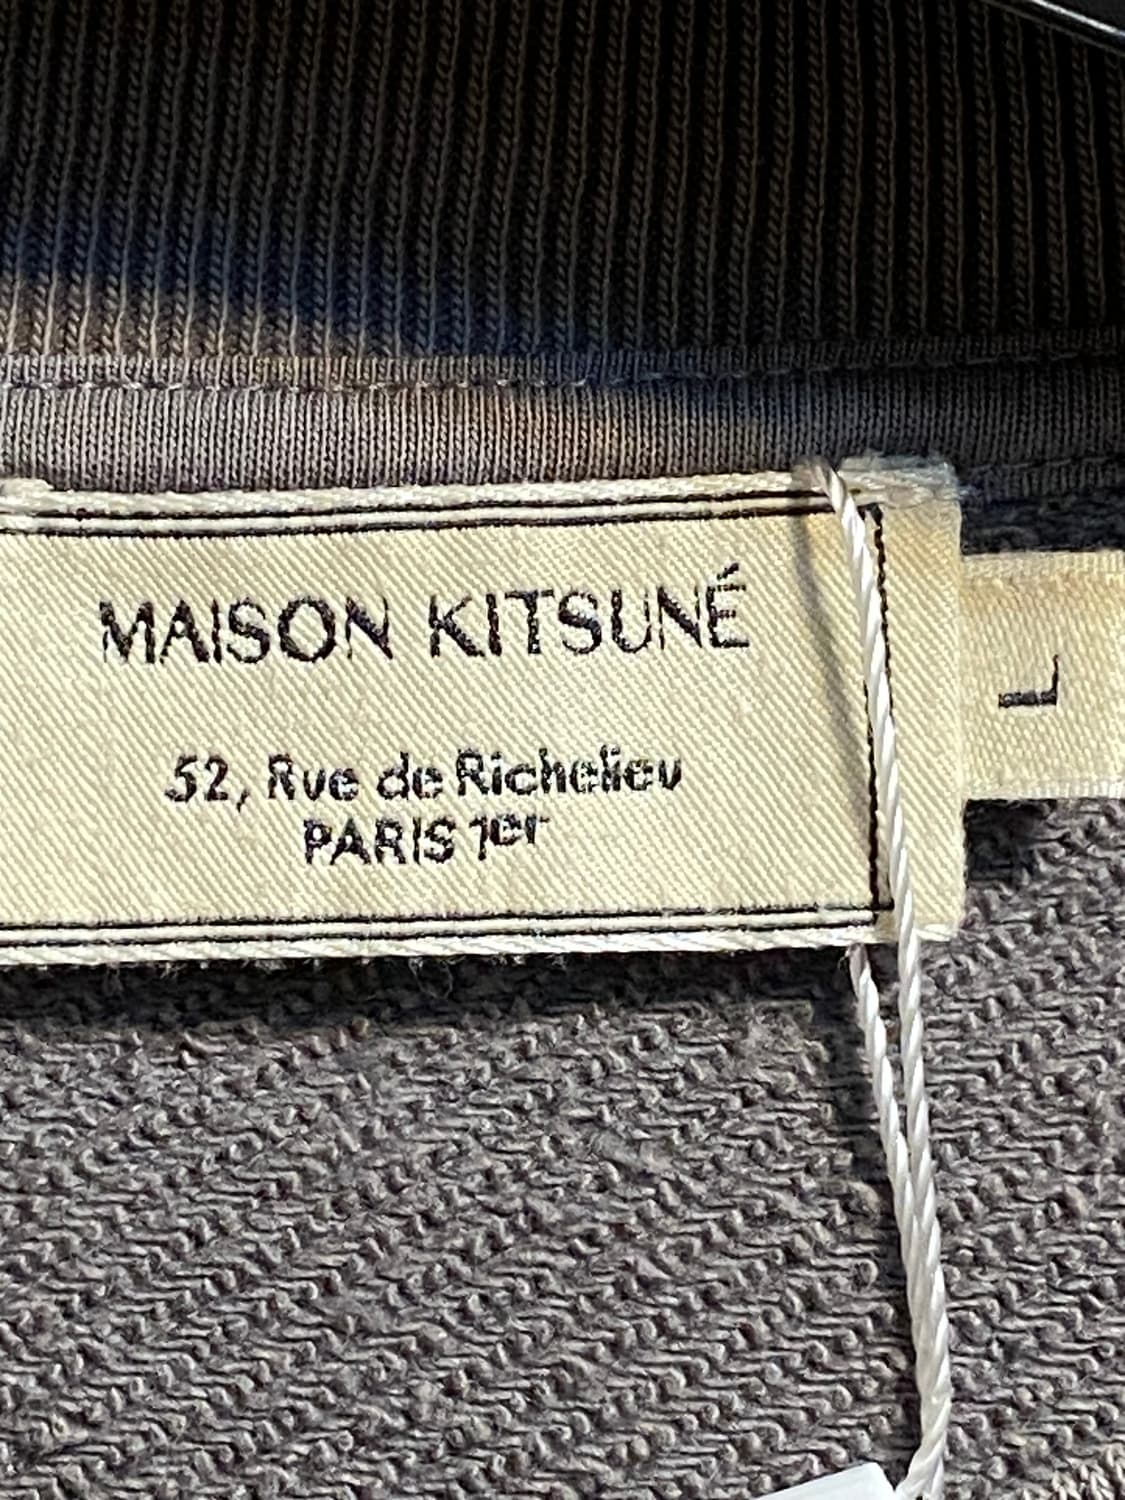 MAISON KITSUNÉ
52, Rue de Richelieu
PARIS 1er
L